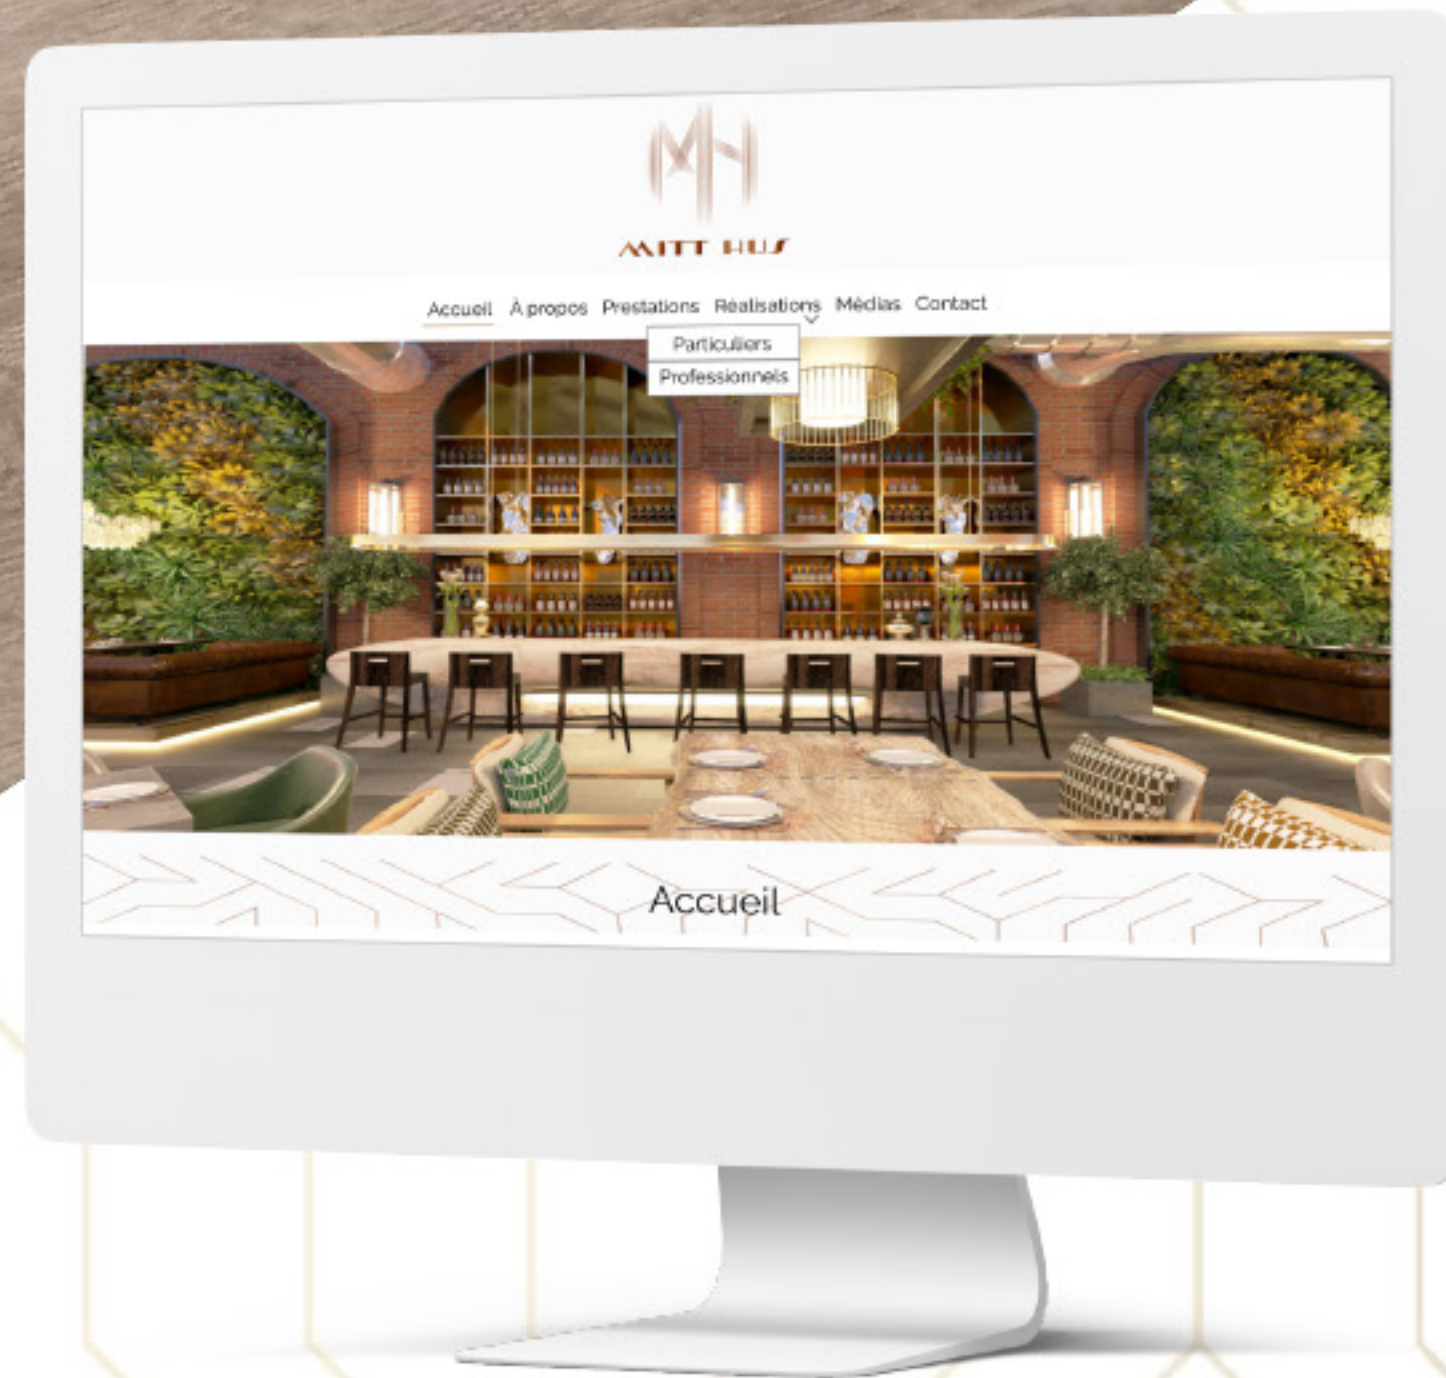 MH
MITT HUS
Accueil À propos Prestations Réalisations Médias Contact
Particuliers
Professionnels
Accueil